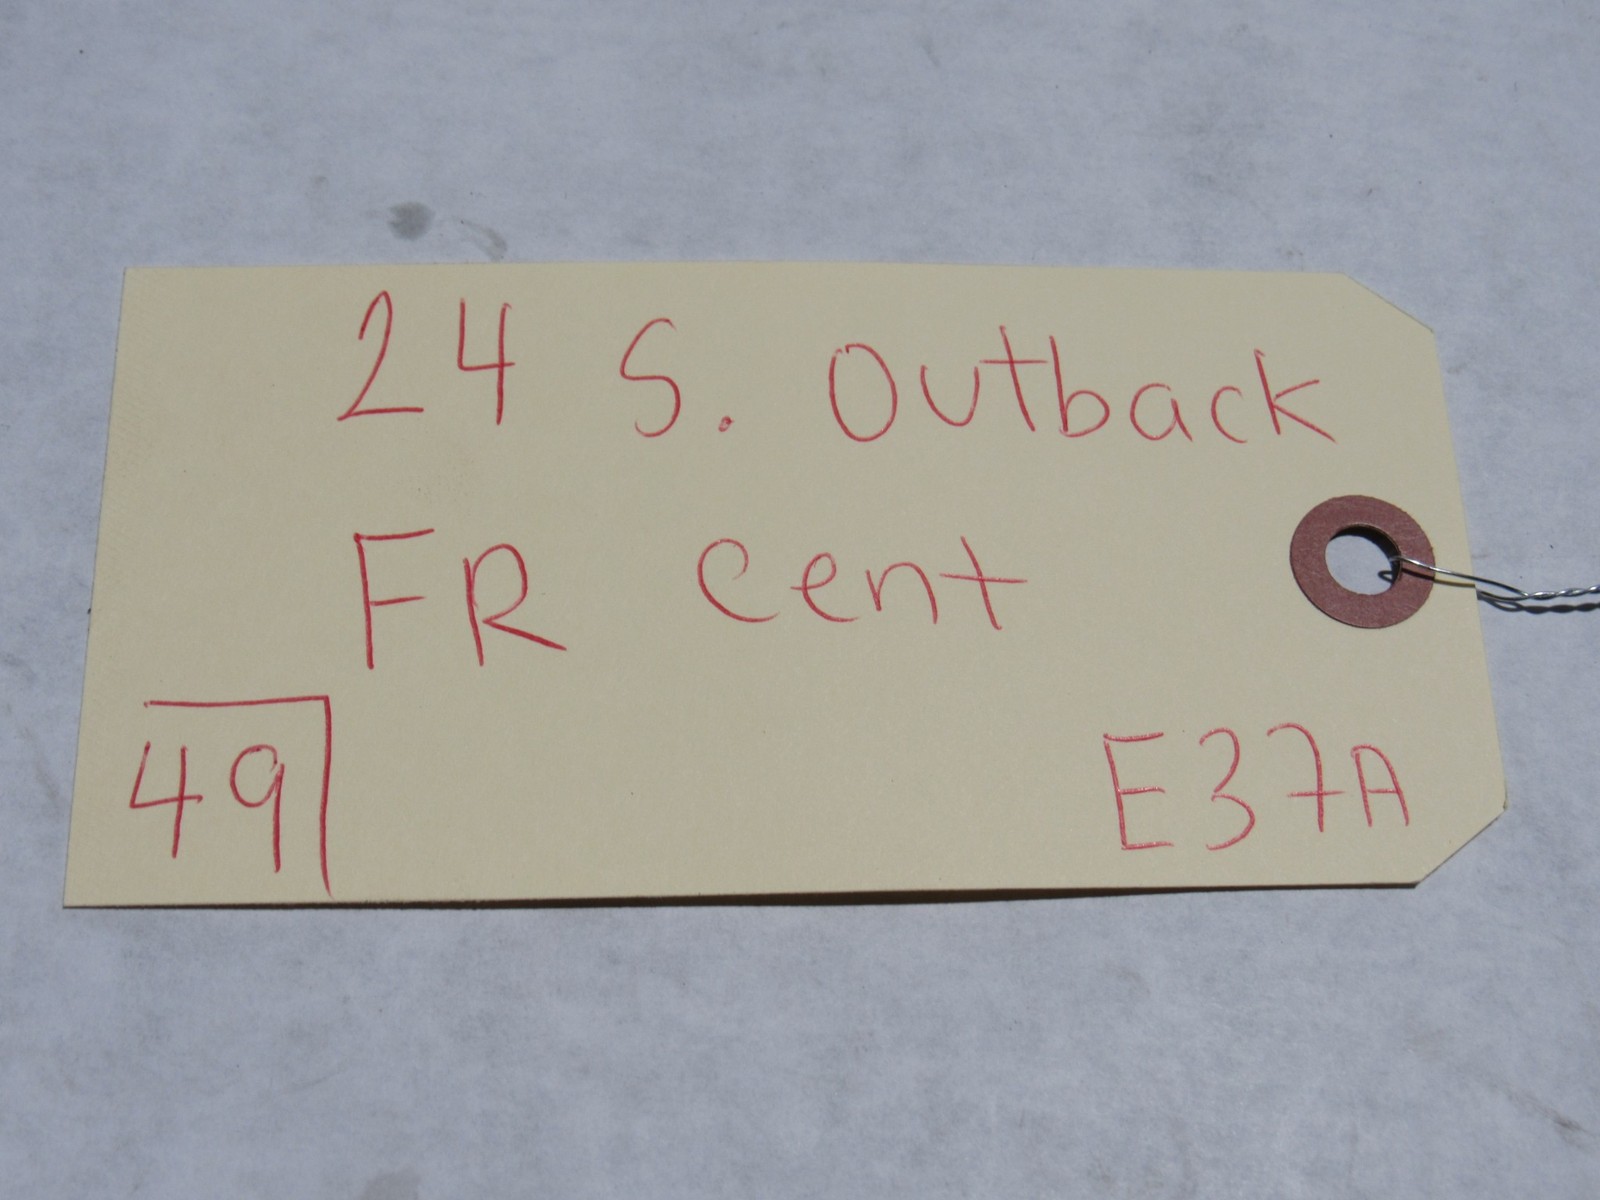 24 S. Outback
FR cent
49
E37A